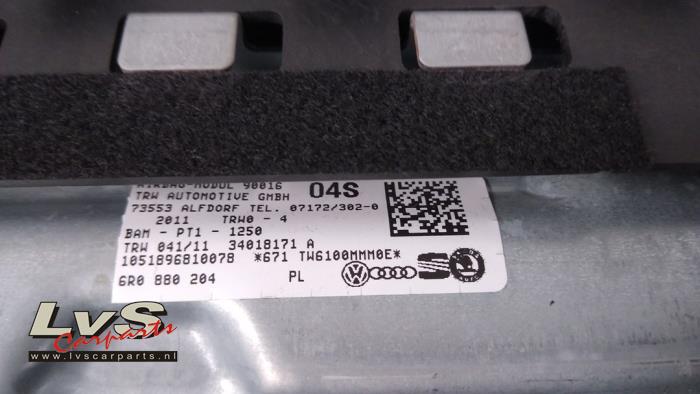 AIRBAG-MODUL 90016
04S
TRW AUTOMOTIVE GMBH
73553 ALFDORF TEL. 07172/302-0
2011 TRW0 - 4
BAM - PT1 - 1250
TRW 041/11 34018171 A
1051896810078 *671 TW6100MMM0E*
6R0 880 204 PL
LvS
Carparts
www.lvscarparts.nl